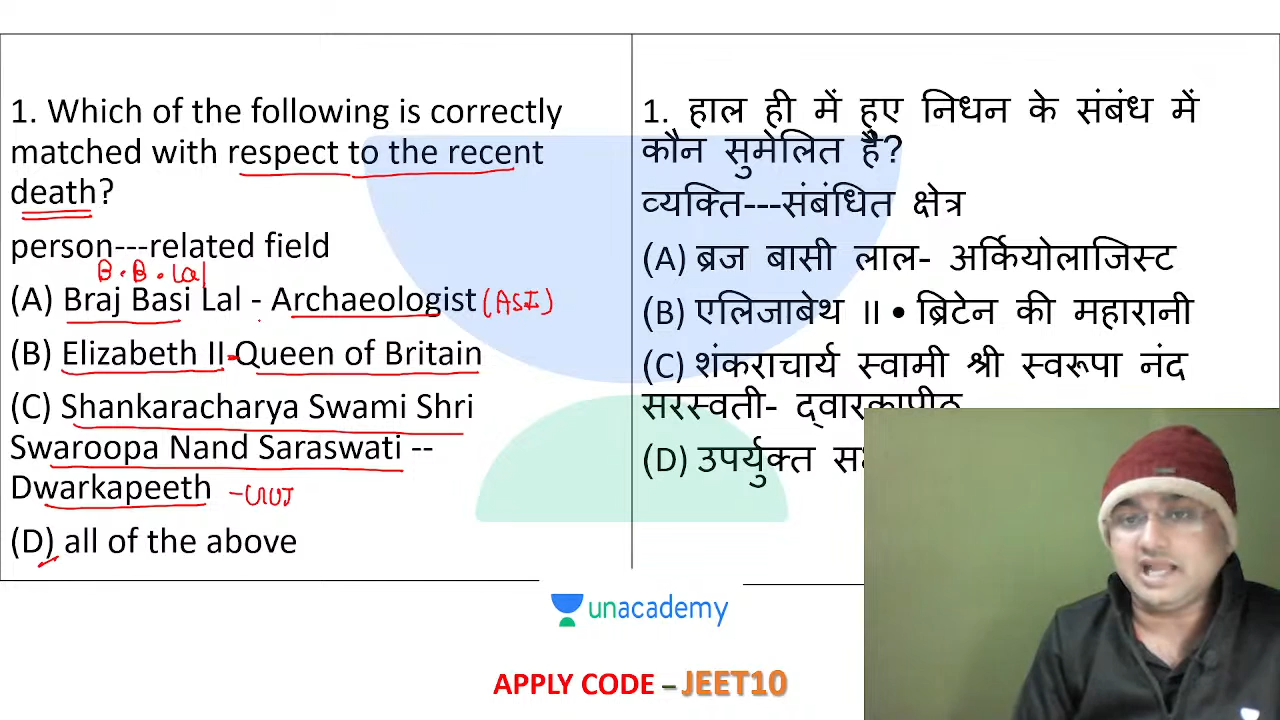 1. Which of the following is correctly
matched with respect to the recent
death?
person---related field
B. B. Lal
(A) Braj Basi Lal - Archaeologist (ASI)
(B) Elizabeth II-Queen of Britain
(C) Shankaracharya Swami Shri
Swaroopa Nand Saraswati --
Dwarkapeeth
(D) all of the above
1. हाल ही में हुए निधन के संबंध में
कौन सुमेलित है?
व्यक्ति---संबंधित क्षेत्र
(A) ब्रज बासी लाल- अर्कियोलाजिस्ट
(B) एलिजाबेथ II • ब्रिटेन की महारानी
(C) शंकराचार्य स्वामी श्री स्वरूपा नंद
सरस्वती- द्वारकापीठ
(D) उपर्युक्त
unacademy
APPLY CODE – JEET10